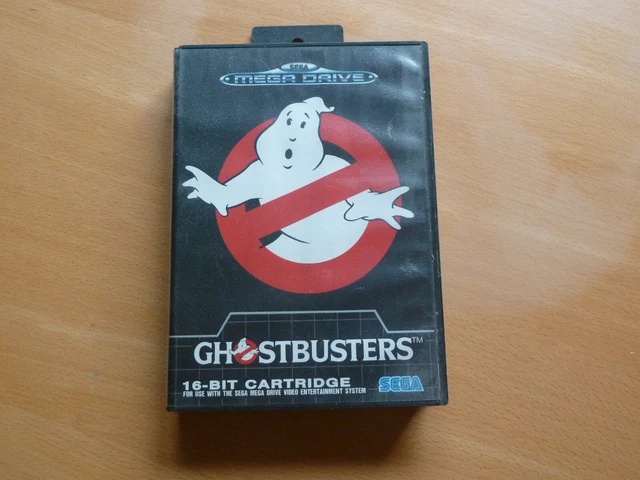 SEGA
MEGA DRIVE
GHOSTBUSTERS™
16-BIT CARTRIDGE
FOR USE WITH THE SEGA MEGA DRIVE VIDEO ENTERTAINMENT SYSTEM
SEGA